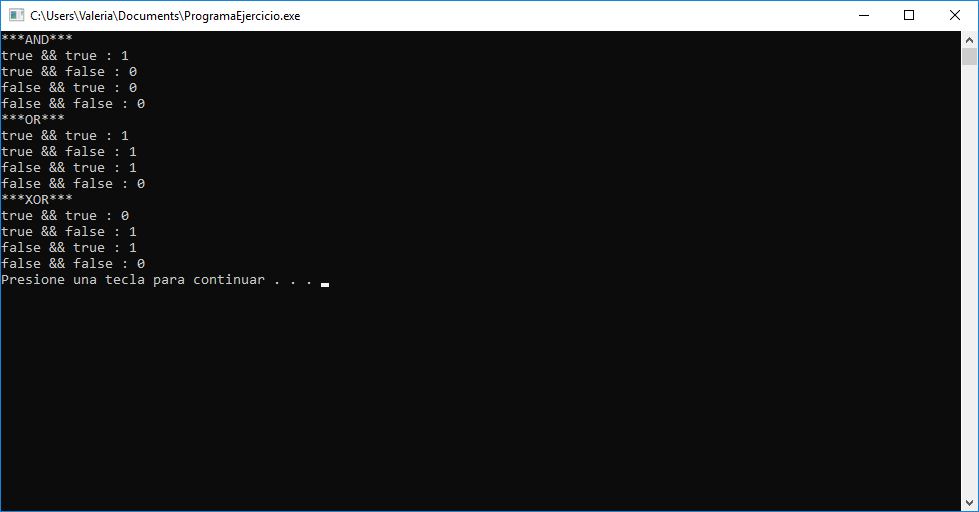 C:\Users\Valeria\Documents\ProgramaEjercicio.exe
***AND***
true && true : 1
true && false : 0
false && true : 0
false && false : 0
***OR***
true && true : 1
true && false : 1
false && true : 1
false && false : 0
***XOR***
true && true : 0
true && false : 1
false && true : 1
false && false : 0
Presione una tecla para continuar . . .